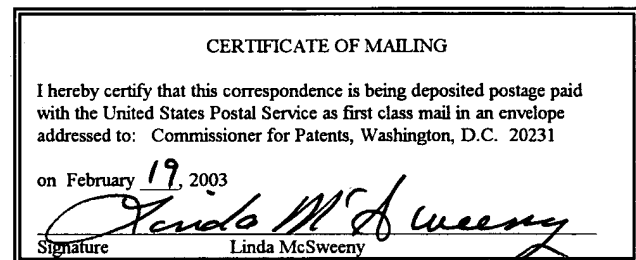 CERTIFICATE OF MAILING
I hereby certify that this correspondence is being deposited postage paid
with the United States Postal Service as first class mail in an envelope
addressed to: Commissioner for Patents, Washington, D.C. 20231
on February 19, 2003
Linda McSweeny
Signature Linda McSweeny